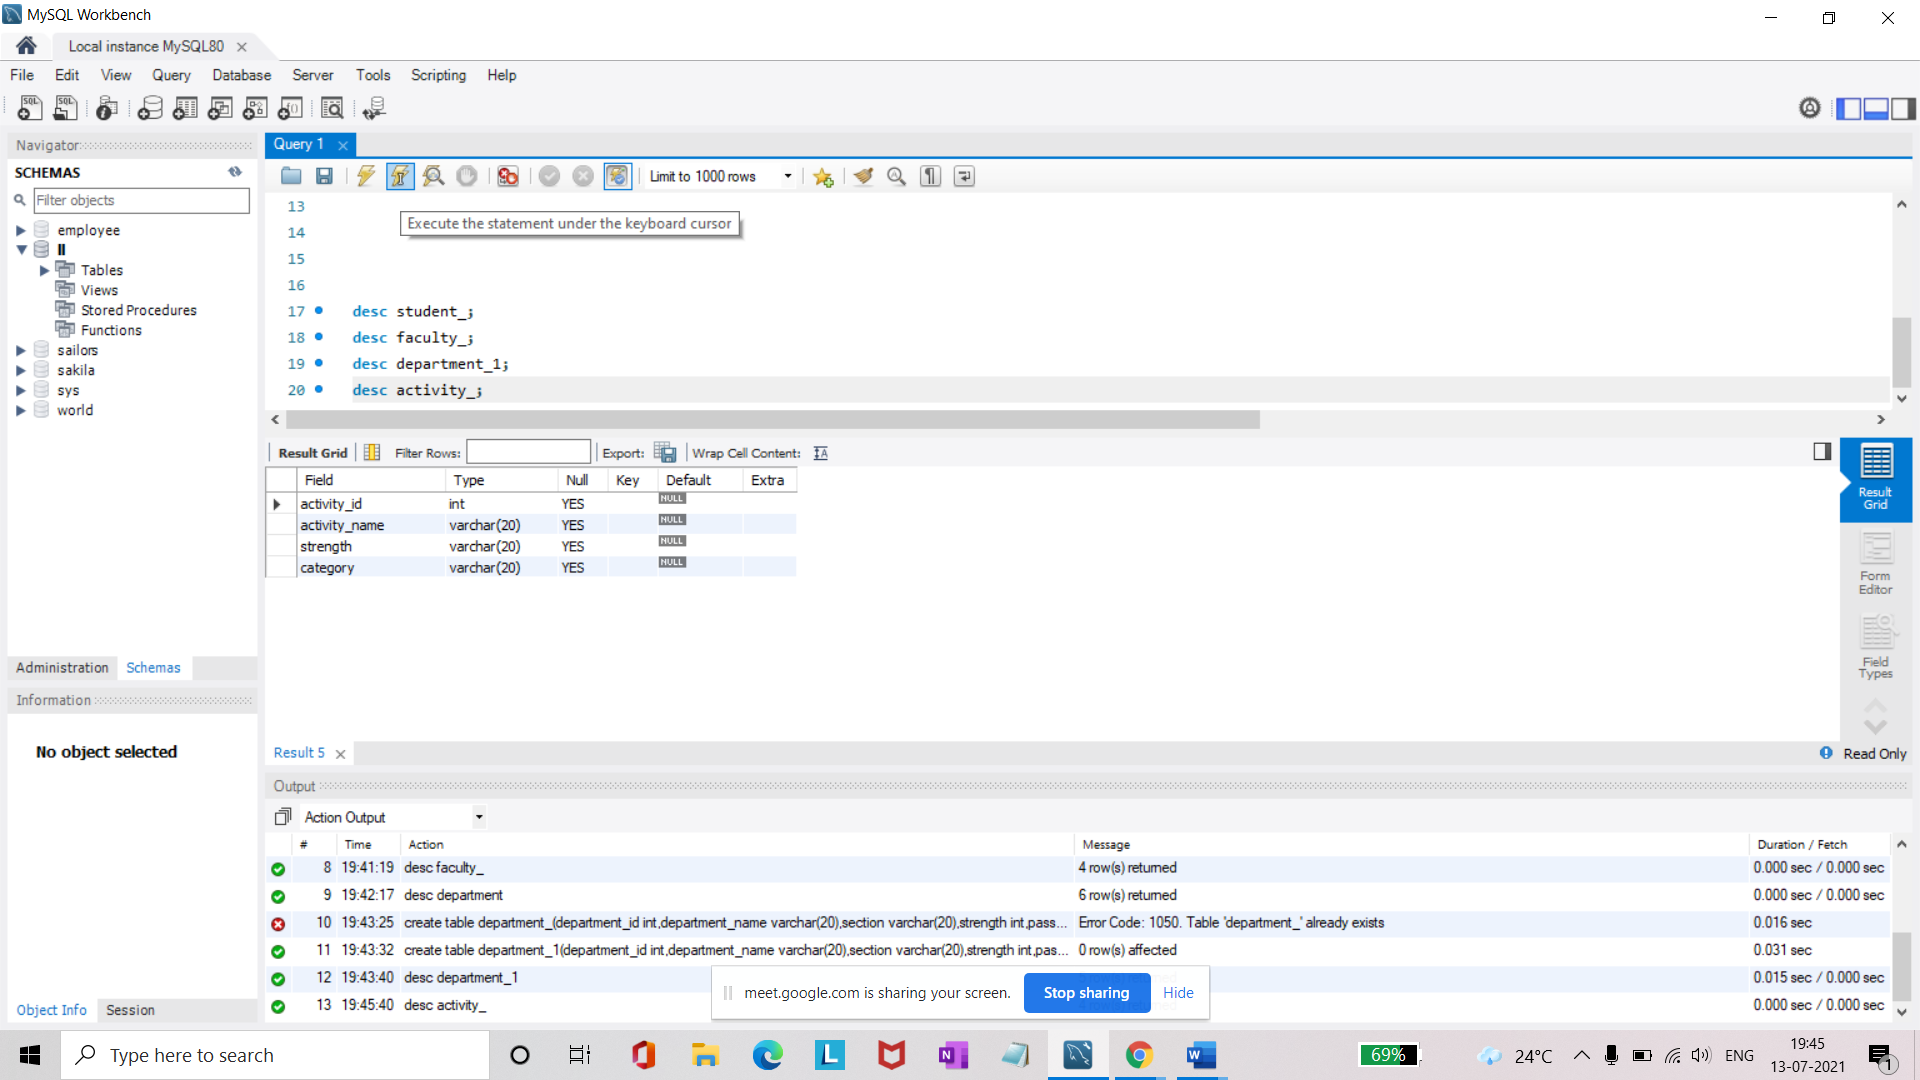 MySQL Workbench
Local instance MySQL80
File Edit View Query Database Server Tools Scripting Help
Navigator
SCHEMAS
Filter objects
employee
ll
Tables
Views
Stored Procedures
Functions
sailors
sakila
sys
world
Administration Schemas
Information
No object selected
Object Info Session
Query 1
Limit to 1000 rows
Execute the statement under the keyboard cursor
13
14
15
16
17 desc student_;
18 desc faculty_;
19 desc department_1;
20 desc activity_;
Result Grid Filter Rows: Export: Wrap Cell Content:
Field Type Null Key Default Extra
activity_id int YES NULL
activity_name varchar(20) YES NULL
strength varchar(20) YES NULL
category varchar(20) YES NULL
Result Grid
Form Editor
Field Types
Result 5
Read Only
Output
Action Output
# Time Action Message Duration / Fetch
8 19:41:19 desc faculty_ 4 row(s) returned 0.000 sec / 0.000 sec
9 19:42:17 desc department 6 row(s) returned 0.000 sec / 0.000 sec
10 19:43:25 create table department_(department_id int,department_name varchar(20),section varchar(20),strength int,pass... Error Code: 1050. Table 'department_' already exists 0.016 sec
11 19:43:32 create table department_1(department_id int,department_name varchar(20),section varchar(20),strength int,pas... 0 row(s) affected 0.031 sec
12 19:43:40 desc department_1 0.015 sec / 0.000 sec
13 19:45:40 desc activity_ 0.000 sec / 0.000 sec
meet.google.com is sharing your screen. Stop sharing Hide
Type here to search
69%
24°C
ENG
19:45
13-07-2021
1